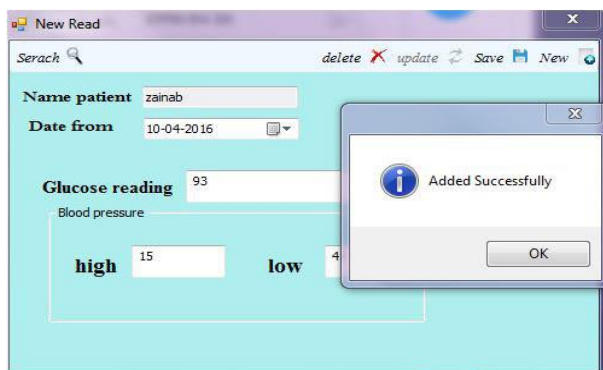 New Read
Serach delete update Save New
Name patient zainab
Date from 10-04-2016
Glucose reading 93
Added Successfully
OK
Blood pressure
high 15 low 4